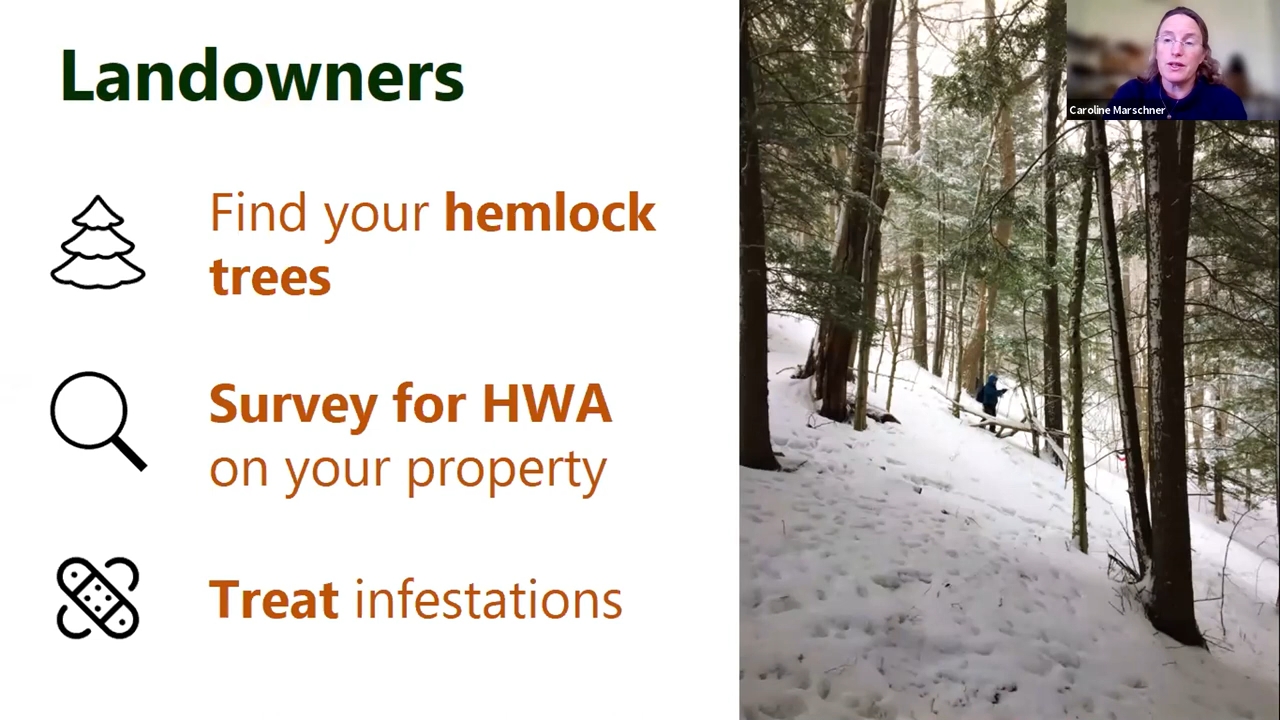 Landowners
Find your hemlock
trees
Survey for HWA
on your property
Treat infestations
Caroline Marschner